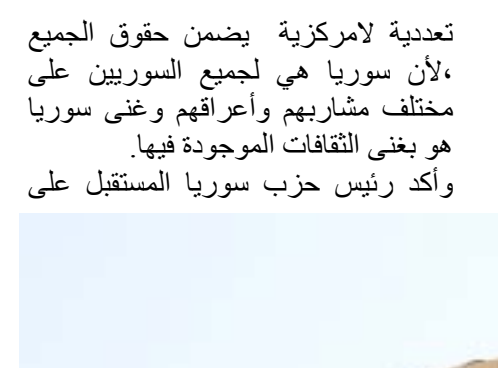 تعددية لامركزية يضمن حقوق الجميع
،لأن سوريا هي لجميع السوريين على
مختلف مشاربهم وأعراقهم وغنى سوريا
هو بغنى الثقافات الموجودة فيها.
وأكد رئيس حزب سوريا المستقبل على